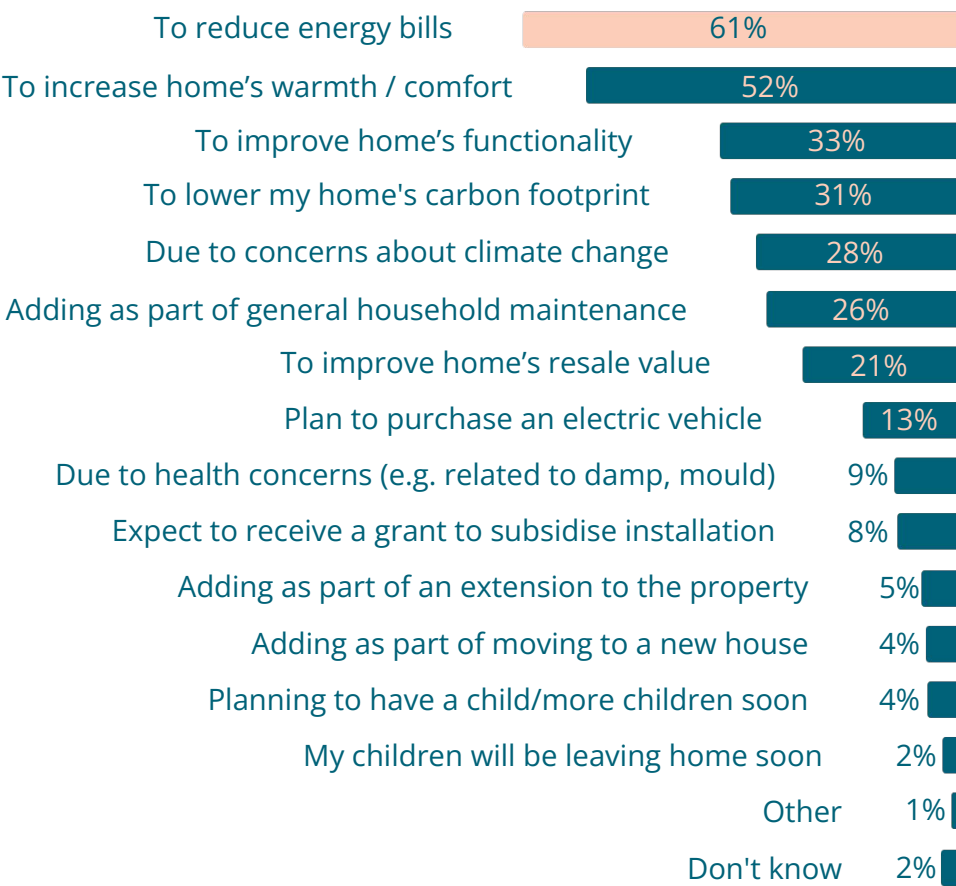 To reduce energy bills 61%
To increase home’s warmth / comfort 52%
To improve home’s functionality 33%
To lower my home's carbon footprint 31%
Due to concerns about climate change 28%
Adding as part of general household maintenance 26%
To improve home’s resale value 21%
Plan to purchase an electric vehicle 13%
Due to health concerns (e.g. related to damp, mould) 9%
Expect to receive a grant to subsidise installation 8%
Adding as part of an extension to the property 5%
Adding as part of moving to a new house 4%
Planning to have a child/more children soon 4%
My children will be leaving home soon 2%
Other 1%
Don't know 2%